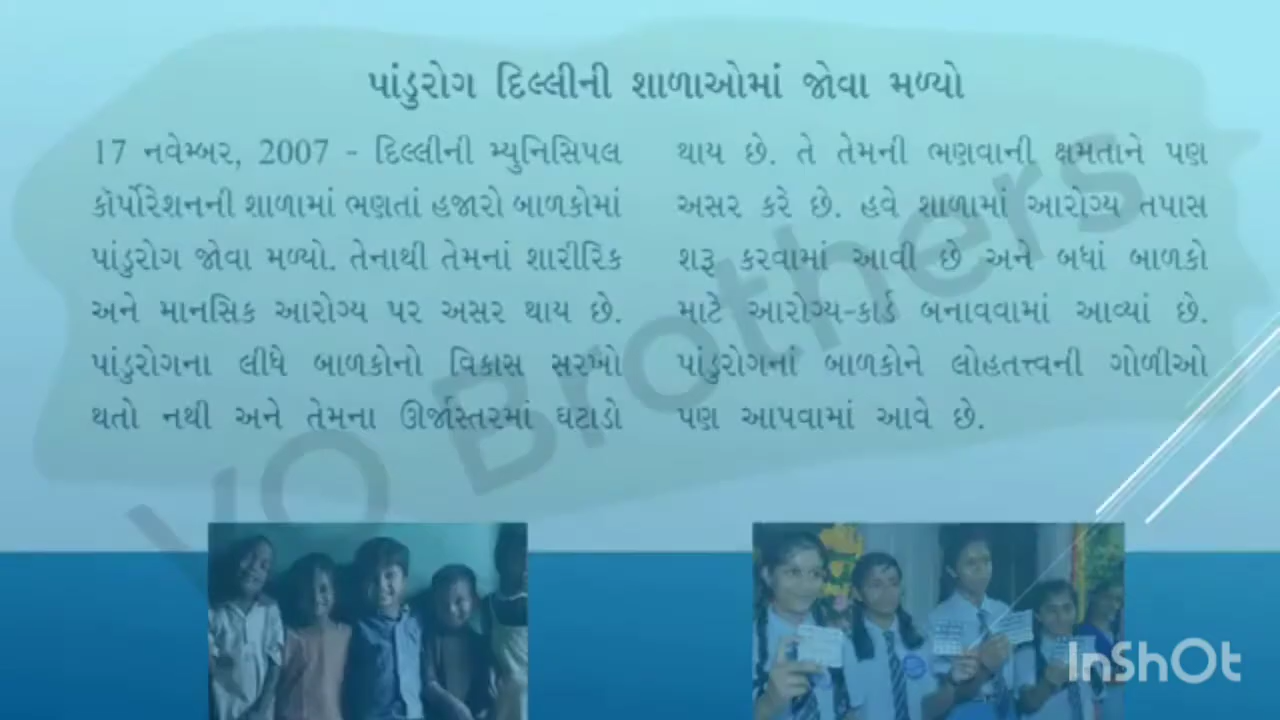 પાંડુરોગ દિલ્લીની શાળાઓમાં જોવા મળ્યો
17 નવેમ્બર, 2007 - દિલ્લીની મ્યુનિસિપલ
કૉર્પોરેશનની શાળામાં ભણતાં હજારો બાળકોમાં
પાંડુરોગ જોવા મળ્યો. તેનાથી તેમનાં શારીરિક
અને માનસિક આરોગ્ય પર અસર થાય છે.
પાંડુરોગના લીધે બાળકોનો વિકાસ સરખો
થતો નથી અને તેમના ઊર્જાસ્તરમાં ઘટાડો
થાય છે. તે તેમની ભણવાની ક્ષમતાને પણ
અસર કરે છે. હવે શાળામાં આરોગ્ય તપાસ
શરૂ કરવામાં આવી છે અને બધાં બાળકો
માટે આરોગ્ય-કાર્ડ બનાવવામાં આવ્યાં છે.
પાંડુરોગનાં બાળકોને લોહતત્ત્વની ગોળીઓ
પણ આપવામાં આવે છે.
YO Brothers
InShOt